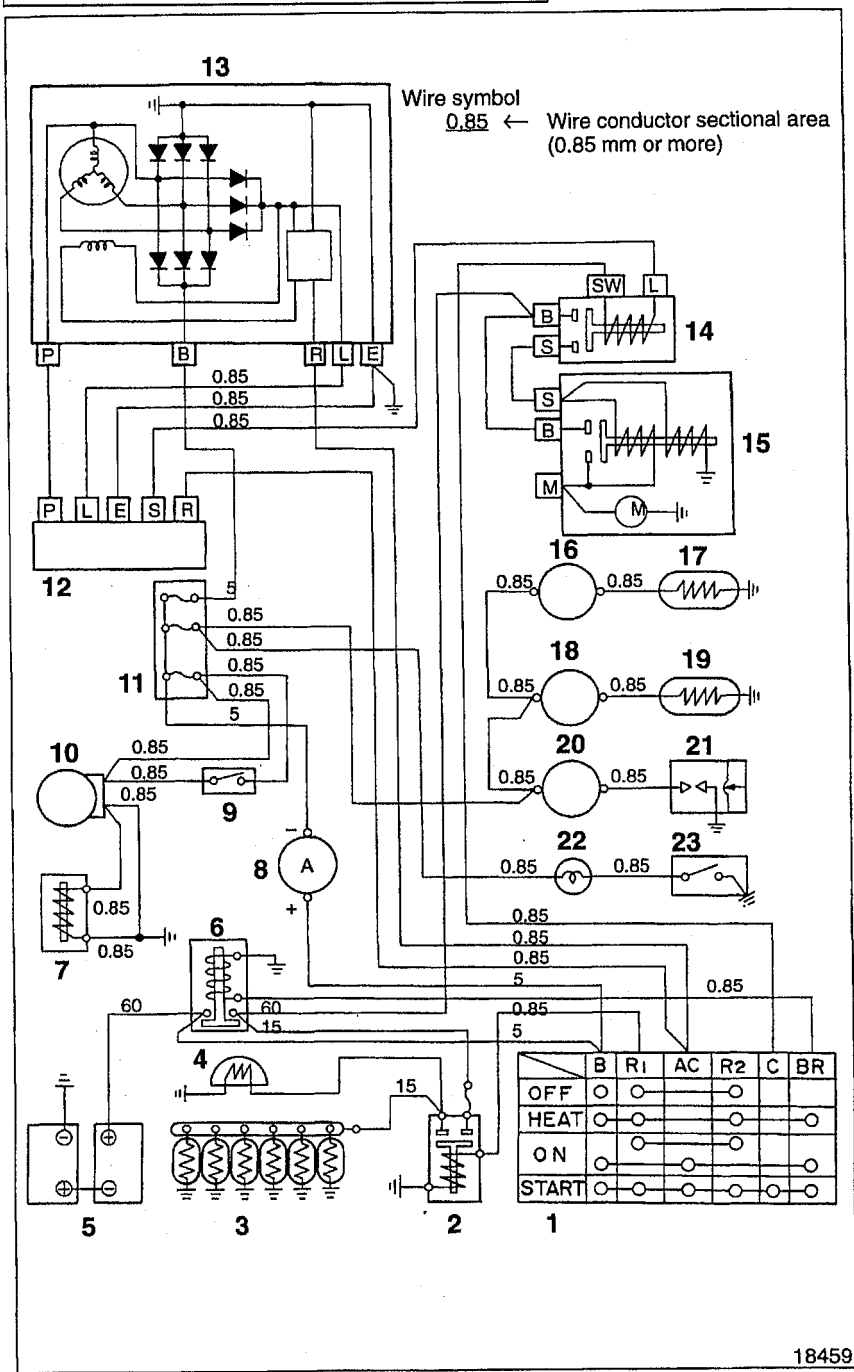 13
Wire symbol
0.85 ← Wire conductor sectional area
(0.85 mm or more)
SW L
B
S
14
S
B
M
M
15
P B R L E
0.85
0.85
0.85
P L E S R
12
5
0.85
0.85
0.85
0.85
5
11
16 17
0.85 0.85
18 19
0.85 0.85
20 21
0.85 0.85
22 23
0.85 0.85
10
0.85
0.85
0.85
9
8 A
−
+
7
0.85
0.85
6
60 60
15
0.85
0.85
0.85
5
0.85
0.85
5
4
15
5
3
2
1
B R1 AC R2 C BR
OFF
HEAT
ON
START
18459